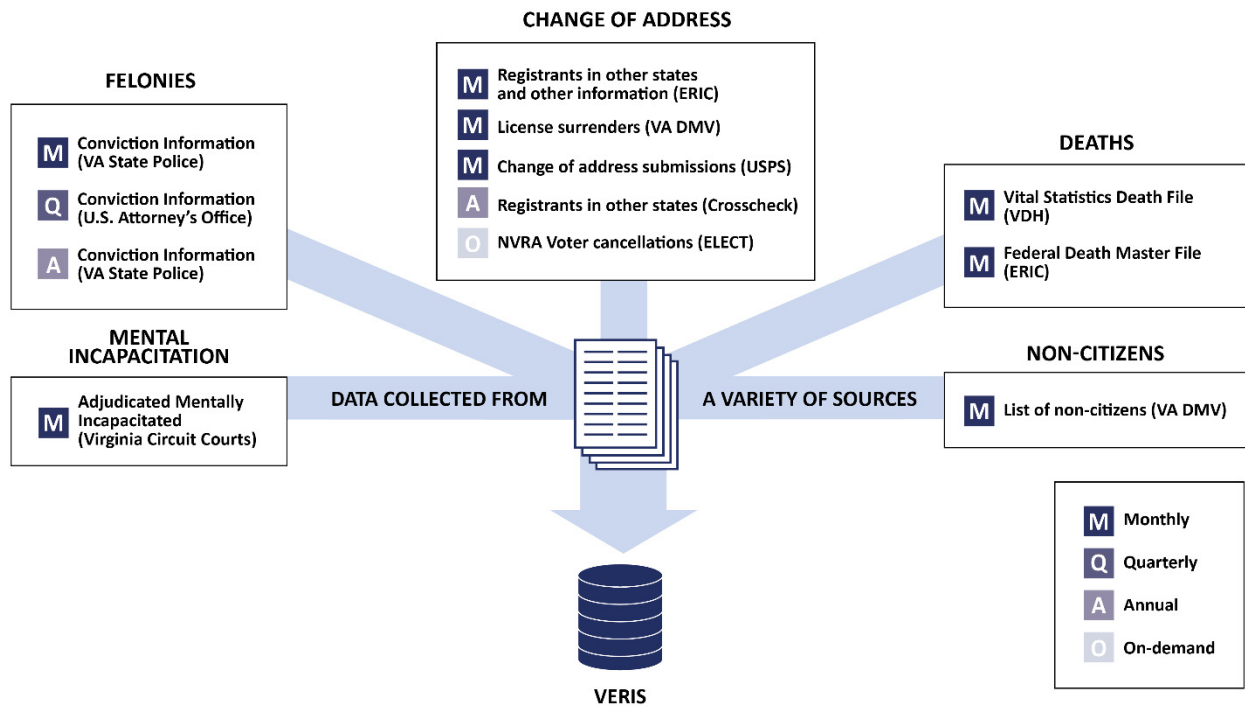 CHANGE OF ADDRESS
M Registrants in other states
and other information (ERIC)
M License surrenders (VA DMV)
M Change of address submissions (USPS)
A Registrants in other states (Crosscheck)
O NVRA Voter cancellations (ELECT)
FELONIES
M Conviction Information
(VA State Police)
Q Conviction Information
(U.S. Attorney's Office)
A Conviction Information
(VA State Police)
DEATHS
M Vital Statistics Death File
(VDH)
M Federal Death Master File
(ERIC)
MENTAL
INCAPACITATION
M Adjudicated Mentally
Incapacitated
(Virginia Circuit Courts)
DATA COLLECTED FROM
A VARIETY OF SOURCES
NON-CITIZENS
M List of non-citizens (VA DMV)
M Monthly
Q Quarterly
A Annual
O On-demand
VERIS